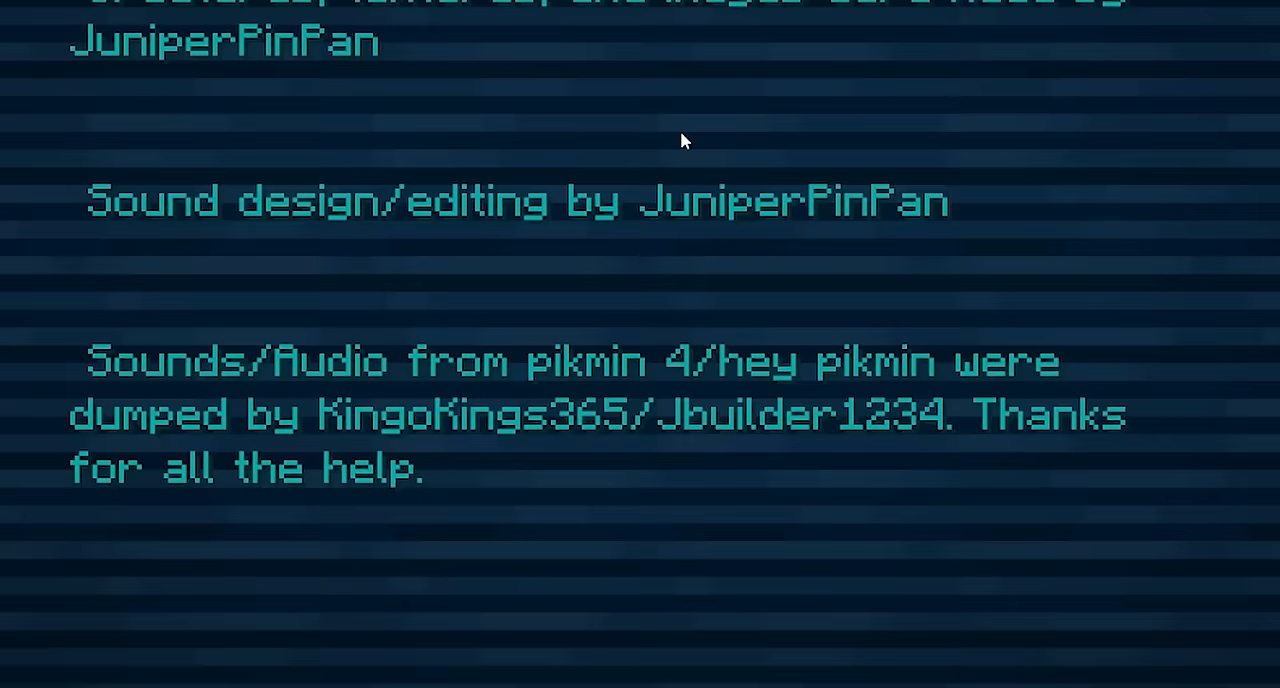 JuniperPinPan
Sound design/editing by JuniperPinPan
Sounds/Audio from pikmin 4/hey pikmin were
dumped by KingoKings365/Jbuilder1234. Thanks
for all the help.